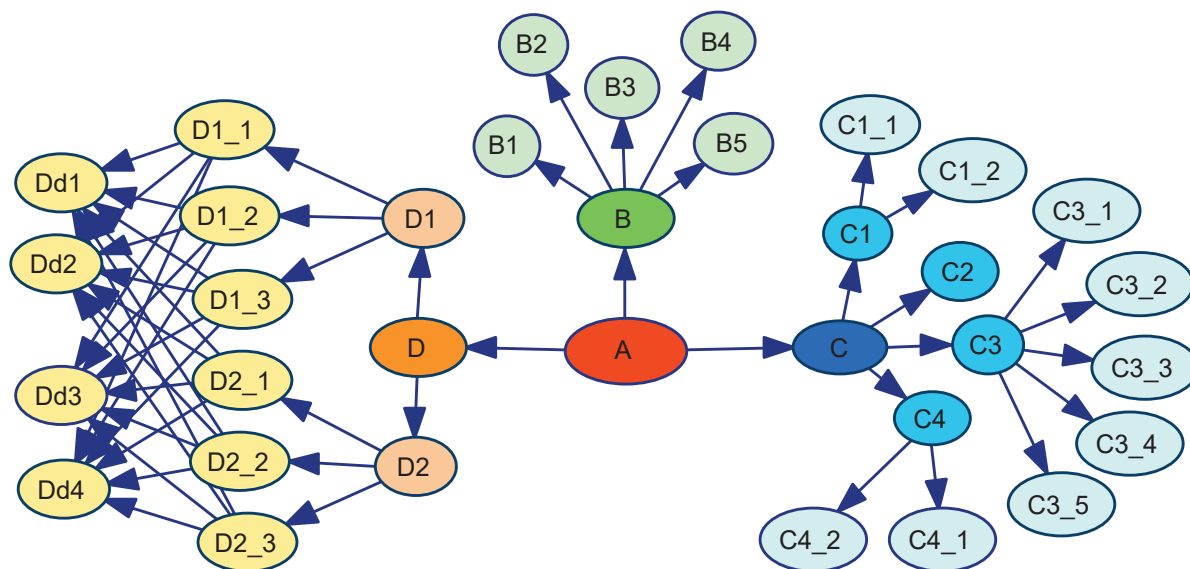 B2
B4
B3
C1_1
D1_1
B1
B5
C1_2
Dd1
D1_2
D1
B
C1
C3_1
Dd2
D1_3
C2
C3_2
D
A
C
C3
C3_3
Dd3
D2_1
C4
C3_4
D2_2
D2
Dd4
C3_5
D2_3
C4_2
C4_1